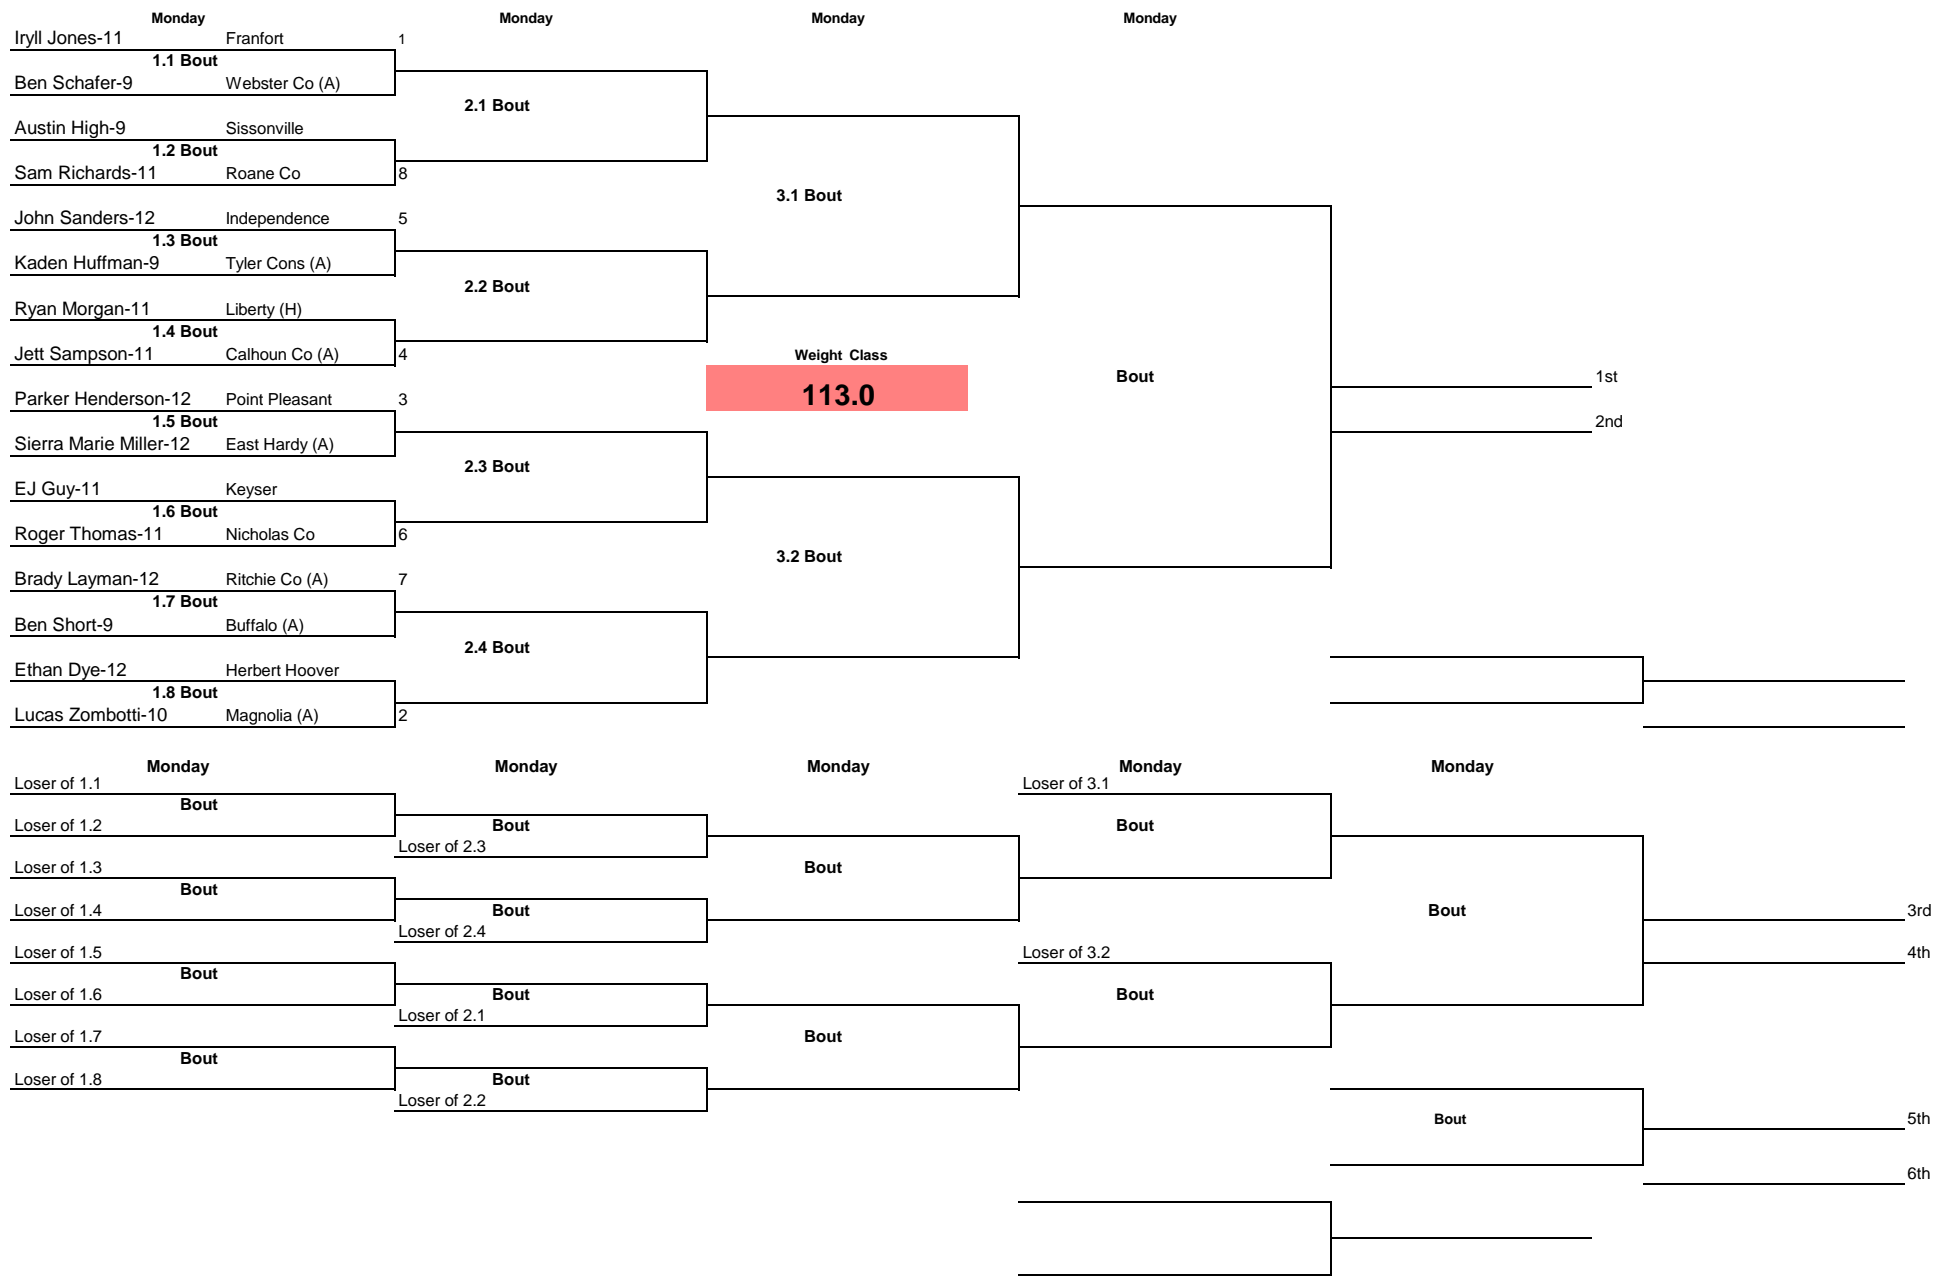 Monday Monday Monday Monday
Iryll Jones-11 Franfort 1
1.1 Bout
Ben Schafer-9 Webster Co (A)
2.1 Bout
Austin High-9 Sissonville
1.2 Bout
Sam Richards-11 Roane Co 8
3.1 Bout
John Sanders-12 Independence 5
1.3 Bout
Kaden Huffman-9 Tyler Cons (A)
2.2 Bout
Ryan Morgan-11 Liberty (H)
1.4 Bout
Jett Sampson-11 Calhoun Co (A) 4
Weight Class
Bout
1st
113.0
Parker Henderson-12 Point Pleasant 3
1.5 Bout
2nd
Sierra Marie Miller-12 East Hardy (A)
2.3 Bout
EJ Guy-11 Keyser
1.6 Bout
Roger Thomas-11 Nicholas Co 6
3.2 Bout
Brady Layman-12 Ritchie Co (A) 7
1.7 Bout
Ben Short-9 Buffalo (A)
2.4 Bout
Ethan Dye-12 Herbert Hoover
1.8 Bout
Lucas Zombotti-10 Magnolia (A) 2
Monday Monday Monday Monday Monday
Loser of 1.1 Loser of 3.1
Bout
Loser of 1.2 Bout Bout
Loser of 2.3
Loser of 1.3 Bout
Bout
Loser of 1.4 Bout Bout 3rd
Loser of 2.4
Loser of 1.5 Loser of 3.2 4th
Bout
Loser of 1.6 Bout Bout
Loser of 2.1
Loser of 1.7 Bout
Bout
Loser of 1.8 Bout
Loser of 2.2
Bout 5th
6th